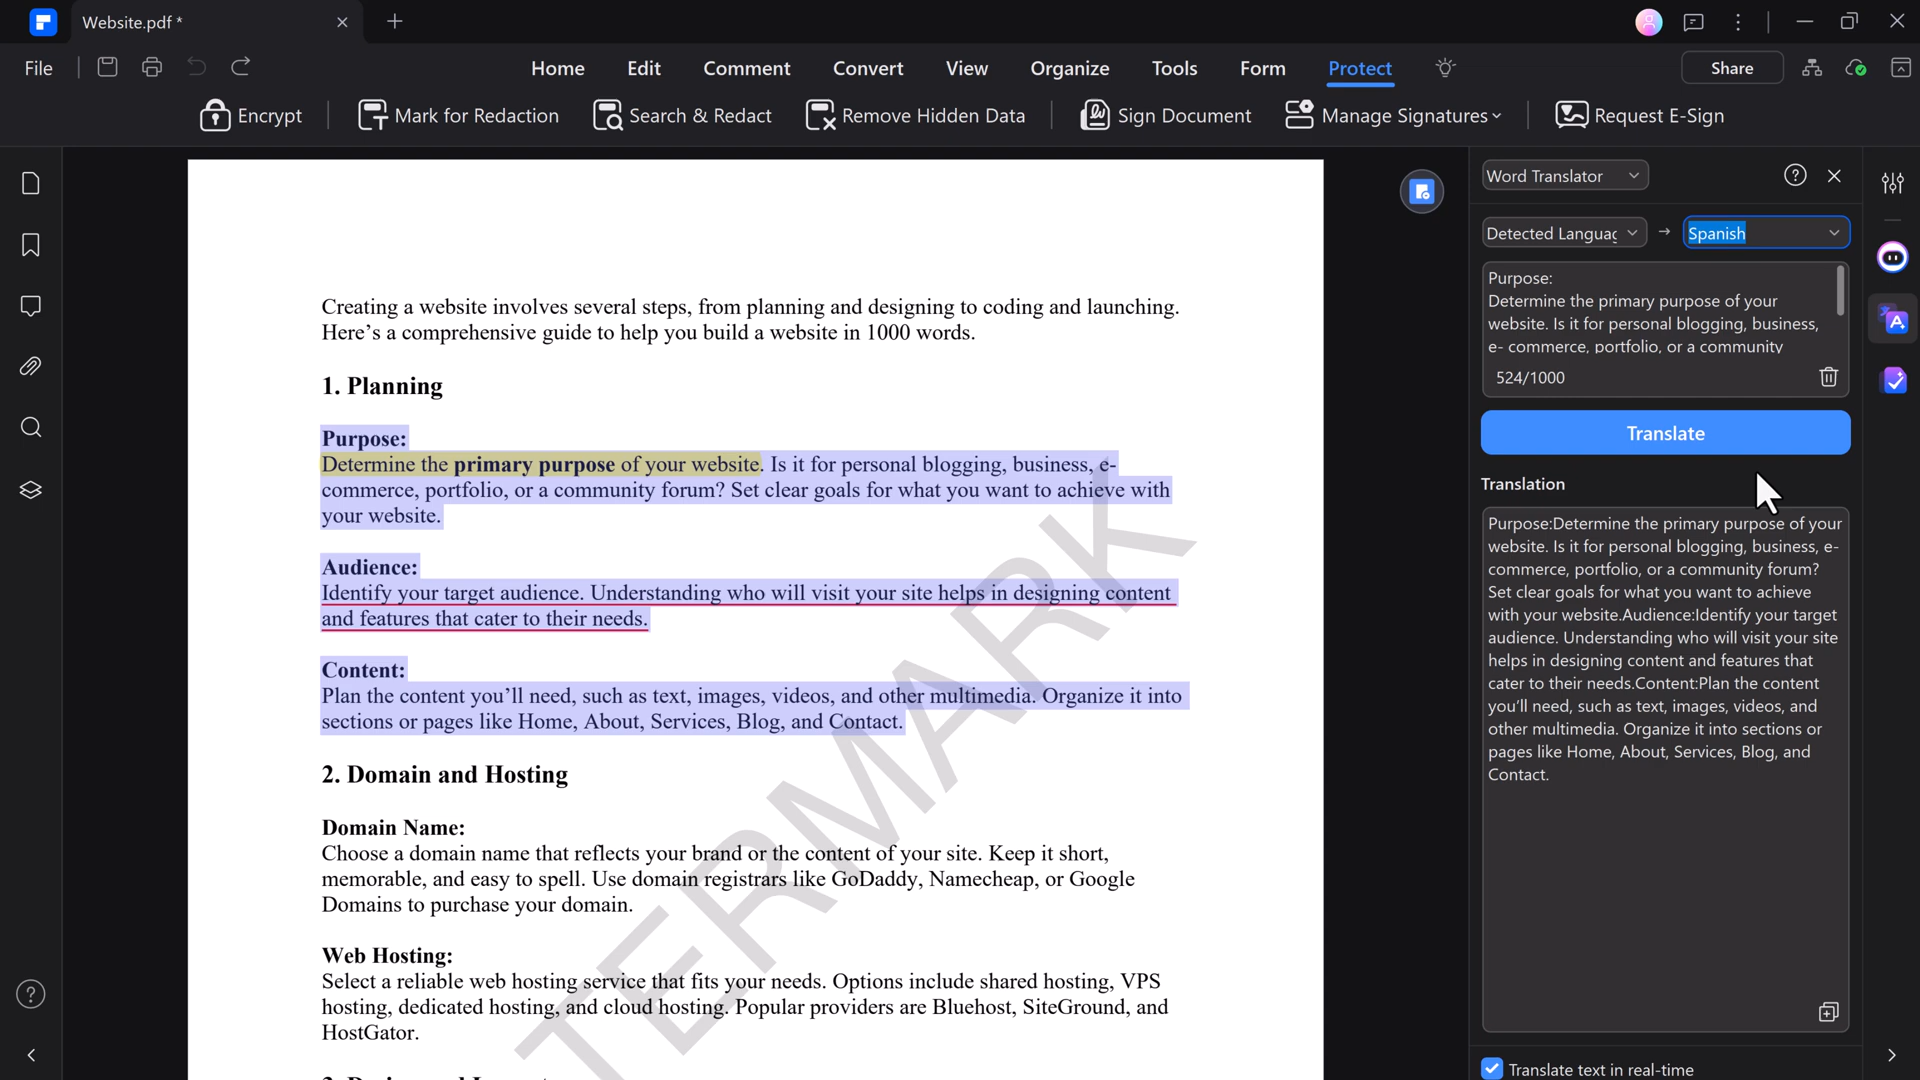 Website.pdf *
File
Home
Edit
Comment
Convert
View
Organize
Tools
Form
Protect
Share
Encrypt
Mark for Redaction
Search & Redact
Remove Hidden Data
Sign Document
Manage Signatures
Request E-Sign
Creating a website involves several steps, from planning and designing to coding and launching.
Here’s a comprehensive guide to help you build a website in 1000 words.
1. Planning
Purpose:
Determine the primary purpose of your website. Is it for personal blogging, business, e-
commerce, portfolio, or a community forum? Set clear goals for what you want to achieve with
your website.
Audience:
Identify your target audience. Understanding who will visit your site helps in designing content
and features that cater to their needs.
Content:
Plan the content you’ll need, such as text, images, videos, and other multimedia. Organize it into
sections or pages like Home, About, Services, Blog, and Contact.
2. Domain and Hosting
Domain Name:
Choose a domain name that reflects your brand or the content of your site. Keep it short,
memorable, and easy to spell. Use domain registrars like GoDaddy, Namecheap, or Google
Domains to purchase your domain.
Web Hosting:
Select a reliable web hosting service that fits your needs. Options include shared hosting, VPS
hosting, dedicated hosting, and cloud hosting. Popular providers are Bluehost, SiteGround, and
HostGator.
TERMARK
Word Translator
Detected Languag
→
Spanish
Purpose:
Determine the primary purpose of your
website. Is it for personal blogging, business,
e- commerce, portfolio, or a community
524/1000
Translate
Translation
Purpose:Determine the primary purpose of your
website. Is it for personal blogging, business, e-
commerce, portfolio, or a community forum?
Set clear goals for what you want to achieve
with your website.Audience:Identify your target
audience. Understanding who will visit your site
helps in designing content and features that
cater to their needs.Content:Plan the content
you’ll need, such as text, images, videos, and
other multimedia. Organize it into sections or
pages like Home, About, Services, Blog, and
Contact.
Translate text in real-time